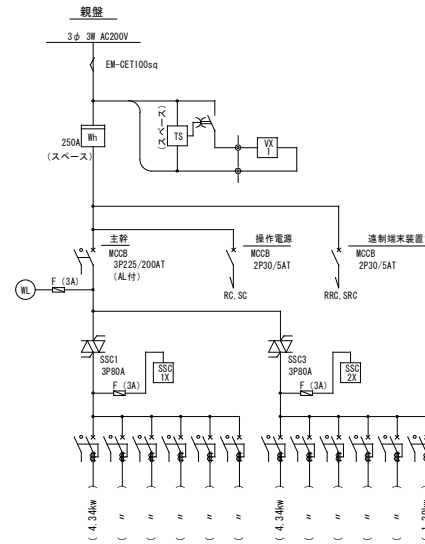 親盤
3φ 3W AC200V
EM-CET100sq
250A
(スペース)
Wh
(スペース)
TS
VX
1
主幹
MCCB
3P225/200AT
(AL付)
操作電源
MCCB
2P30/5AT
遠制端末装置
MCCB
2P30/5AT
F (3A)
WL
RC, SC
RRC, SRC
SSC1
3P80A
F (3A)
SSC
1X
SSC3
3P80A
F (3A)
SSC
2X
( 4.34kw
( 〃 )
( 〃 )
( 〃 )
( 〃 )
( 〃 )
( 4.34kw
( 〃 )
( 〃 )
( 〃 )
( 〃 )